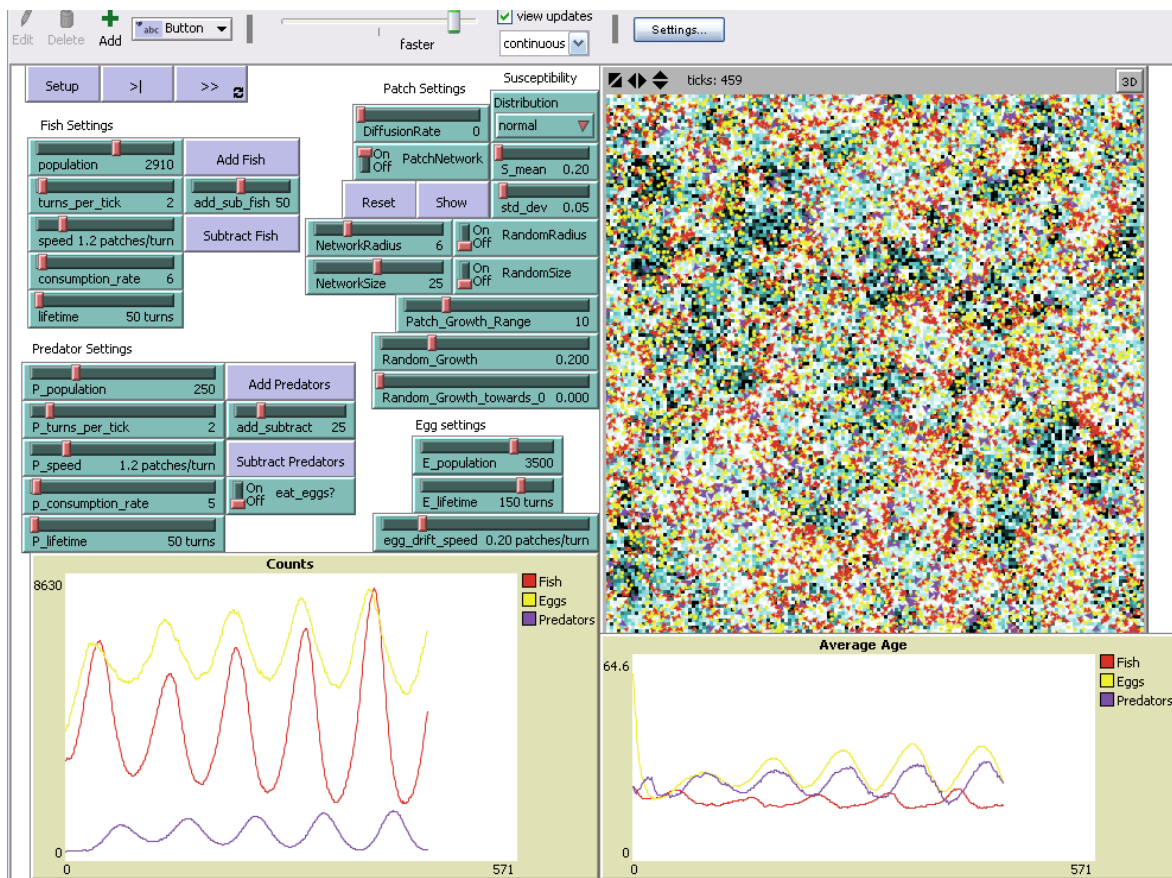 Edit Delete Add abc Button faster view updates continuous Settings...
Setup >| >>
Fish Settings
population 2910
Add Fish
turns_per_tick 2
add_sub_fish 50
speed 1.2 patches/turn
Subtract Fish
consumption_rate 6
lifetime 50 turns
Predator Settings
P_population 250
Add Predators
P_turns_per_tick 2
add_subtract 25
P_speed 1.2 patches/turn
Subtract Predators
p_consumption_rate 5
On Off eat_eggs?
P_lifetime 50 turns
Patch Settings
DiffusionRate 0
On Off PatchNetwork
Reset Show
NetworkRadius 6
On Off RandomRadius
NetworkSize 25
On Off RandomSize
Patch_Growth_Range 10
Random_Growth 0.200
Random_Growth_towards_0 0.000
Susceptibility
Distribution
normal
S_mean 0.20
std_dev 0.05
Egg settings
E_population 3500
E_lifetime 150 turns
egg_drift_speed 0.20 patches/turn
ticks: 459 3D
Counts
8630
0
0 571
Fish
Eggs
Predators
Average Age
64.6
0
0 571
Fish
Eggs
Predators